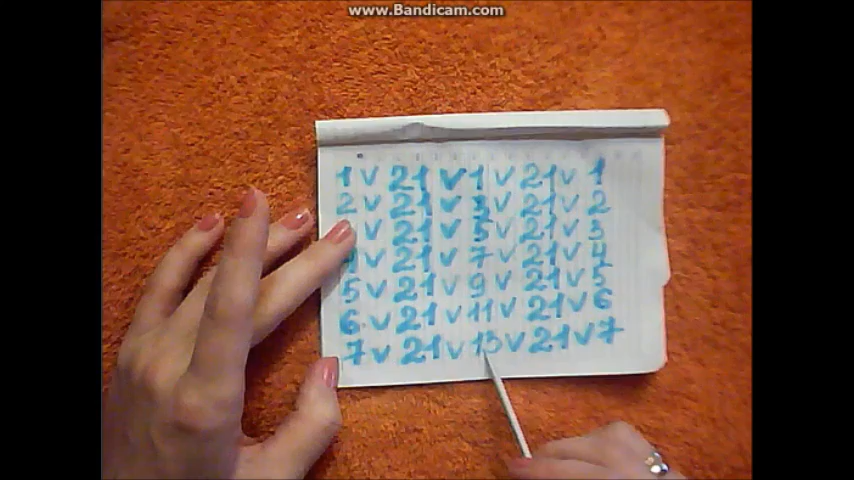 www.Bandicam.com
1 v 21 v 1 v 21 v 1
2 v 21 v 3 v 21 v 2
v 21 v 5 v 21 v 3
4 v 21 v 7 v 21 v 4
5 v 21 v 9 v 21 v 5
6 v 21 v 11 v 21 v 6
7 v 21 v 13 v 21 v 7